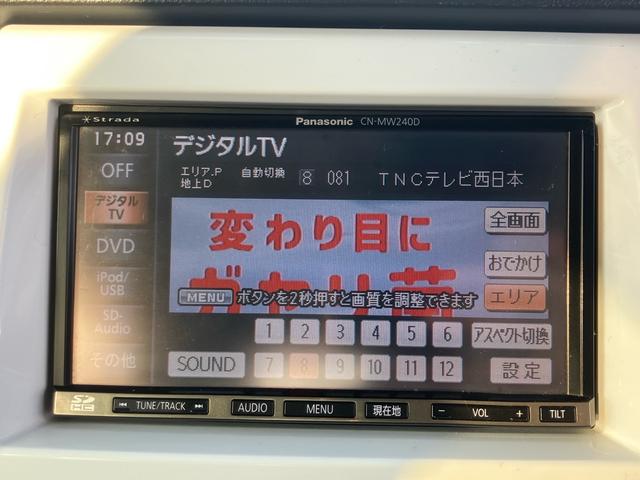 Strada
Panasonic CN-MW240D
17:09
デジタルTV
OFF
エリア.P 自動切換 8 081 TNCテレビ西日本
地上D
デジタル
TV
変わり目に
全画面
DVD
おでかけ
iPod/
USB
エリア
MENU ボタンを2秒押すと画質を調整できます
SD-
Audio
1 2 3 4 5 6 アスペクト切換
その他
SOUND 7 8 9 10 11 12 設定
SD
HC
TUNE/TRACK AUDIO MENU 現在地 − VOL + TILT